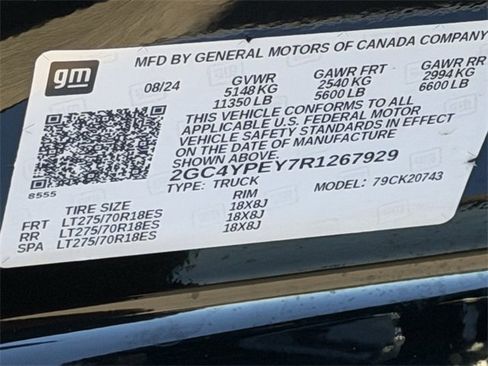 gm
MFD BY GENERAL MOTORS OF CANADA COMPANY
08/24 GVWR GAWR FRT GAWR RR
5148 KG 2540 KG 2994 KG
11350 LB 5600 LB 6600 LB
THIS VEHICLE CONFORMS TO ALL
APPLICABLE U.S. FEDERAL MOTOR
VEHICLE SAFETY STANDARDS IN EFFECT
ON THE DATE OF MANUFACTURE
SHOWN ABOVE.
2GC4YPEY7R1267929
8555 TYPE: TRUCK MODEL: 79CK20743
TIRE SIZE RIM
FRT LT275/70R18ES 18X8J
RR LT275/70R18ES 18X8J
SPA LT275/70R18ES 18X8J